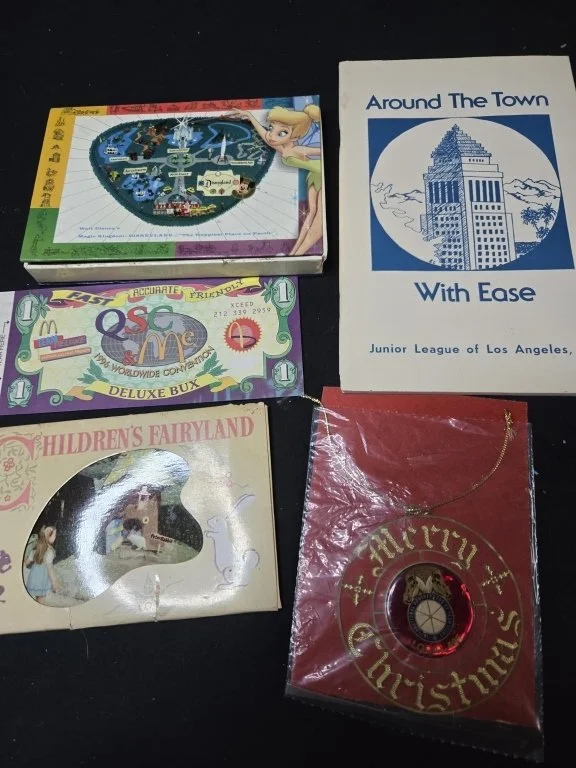 Disneyland
Walt Disney's
Magic Kingdom DISNEYLAND ... "The Happiest Place on Earth"
Around The Town
With Ease
Junior League of Los Angeles,
FAST ACCURATE FRIENDLY
XCEED
212 339 2959
QSC
& Mc
1996 WORLDWIDE CONVENTION
DELUXE BUX
1
1
1
CHILDREN'S FAIRYLAND
Merry
Christmas